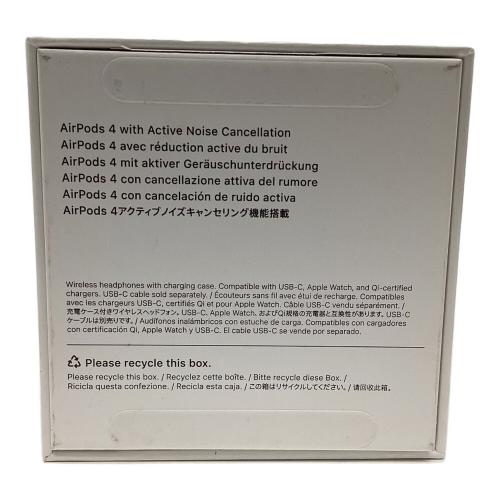 AirPods 4 with Active Noise Cancellation
AirPods 4 avec réduction active du bruit
AirPods 4 mit aktiver Geräuschunterdrückung
AirPods 4 con cancellazione attiva del rumore
AirPods 4 con cancelación de ruido activa
AirPods 4アクティブノイズキャンセリング機能搭載
Wireless headphones with charging case. Compatible with USB-C, Apple Watch, and Qi-certified
chargers. USB-C cable sold separately. / Écouteurs sans fil avec étui de recharge. Compatibles
avec les chargeurs USB-C, certifiés Qi et pour Apple Watch. Câble USB-C vendu séparément. /
充電ケース付きワイヤレスヘッドフォン。USB-C、Apple Watch、およびQi規格の充電器と互換性があります。USB-C
ケーブルは別売りです。/ Audífonos inalámbricos con estuche de carga. Compatibles con cargadores
con certificación Qi, Apple Watch y USB-C. El cable USB-C se vende por separado.
Please recycle this box.
Please recycle this box. / Recyclez cette boîte. / Bitte recycle diese Box. /
Ricicla questa confezione. / Recicla esta caja. / この箱はリサイクルしてください。/ 请回收此箱。